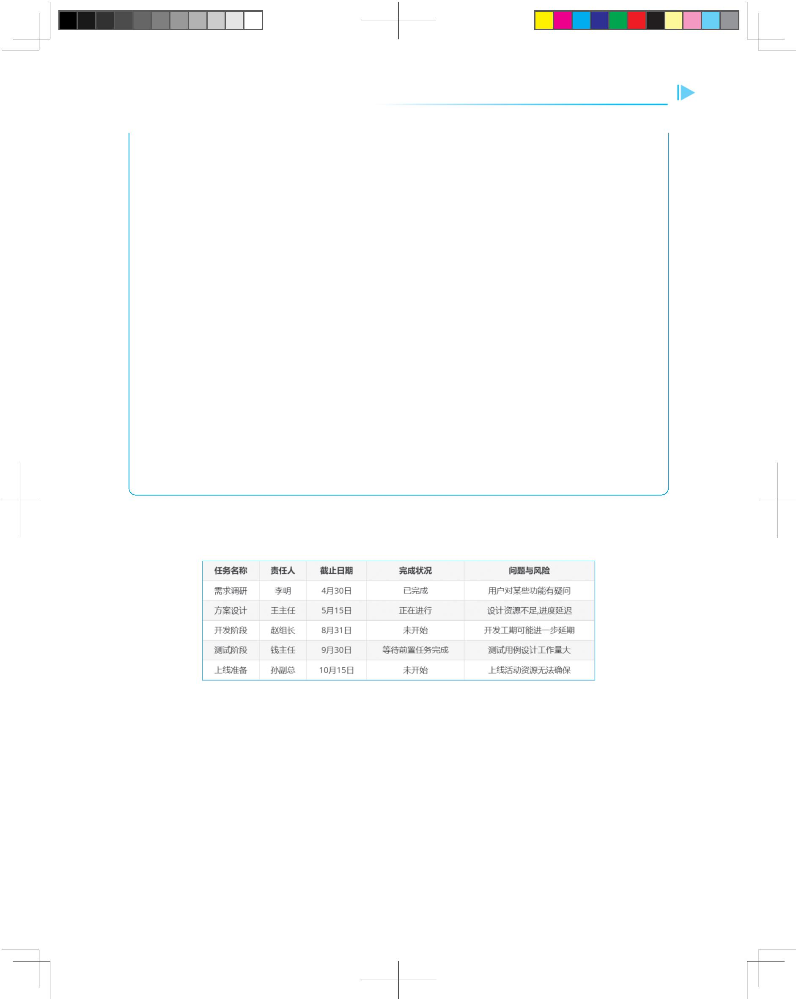 任务名称 责任人 截止日期 完成状况 问题与风险
需求调研 李明 4月30日 已完成 用户对某些功能有疑问
方案设计 王主任 5月15日 正在进行 设计资源不足,进度延迟
开发阶段 赵组长 8月31日 未开始 开发工期可能进一步延期
测试阶段 钱主任 9月30日 等待前置任务完成 测试用例设计工作量大
上线准备 孙副总 10月15日 未开始 上线活动资源无法确保